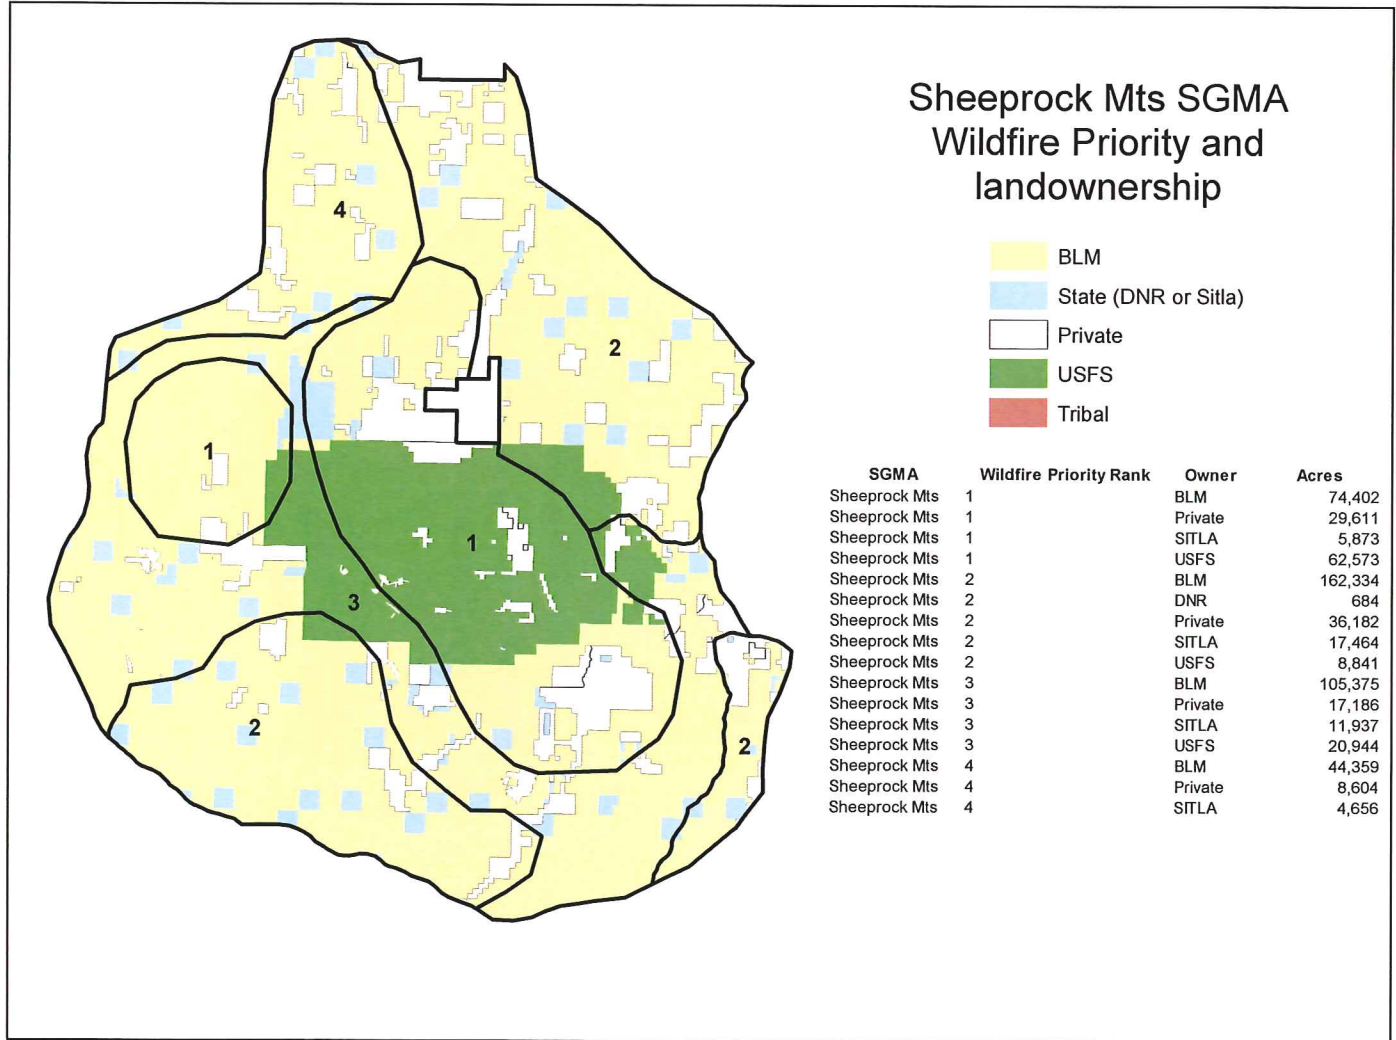 Sheeprock Mts SGMA
Wildfire Priority and
landownership
BLM
State (DNR or Sitla)
Private
USFS
Tribal
4
2
1
1
3
2
2
SGMA Wildfire Priority Rank Owner Acres
Sheeprock Mts 1 BLM 74,402
Sheeprock Mts 1 Private 29,611
Sheeprock Mts 1 SITLA 5,873
Sheeprock Mts 1 USFS 62,573
Sheeprock Mts 2 BLM 162,334
Sheeprock Mts 2 DNR 684
Sheeprock Mts 2 Private 36,182
Sheeprock Mts 2 SITLA 17,464
Sheeprock Mts 2 USFS 8,841
Sheeprock Mts 3 BLM 105,375
Sheeprock Mts 3 Private 17,186
Sheeprock Mts 3 SITLA 11,937
Sheeprock Mts 3 USFS 20,944
Sheeprock Mts 4 BLM 44,359
Sheeprock Mts 4 Private 8,604
Sheeprock Mts 4 SITLA 4,656